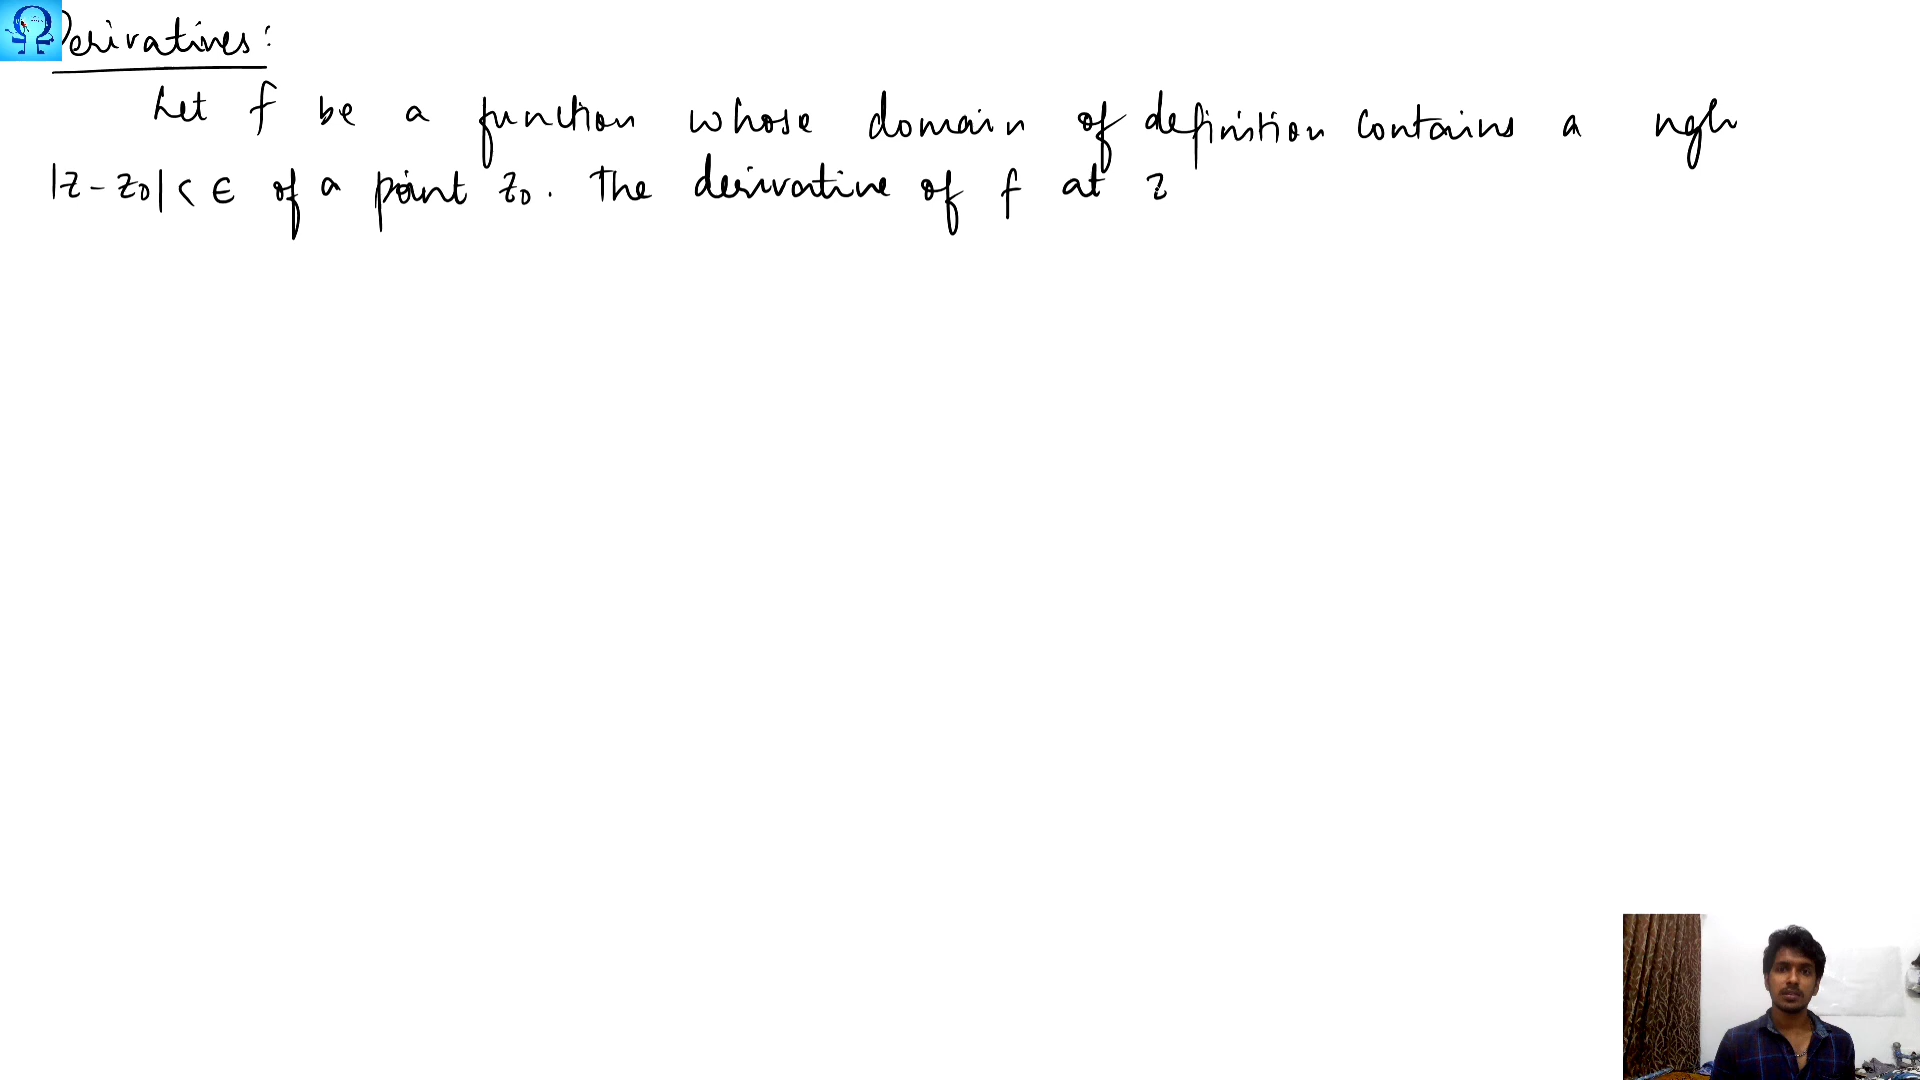 Derivatives:
Let f be a function whose domain of definition contains a ngh
|z - z₀| < ϵ of a point z₀. The derivative of f at z